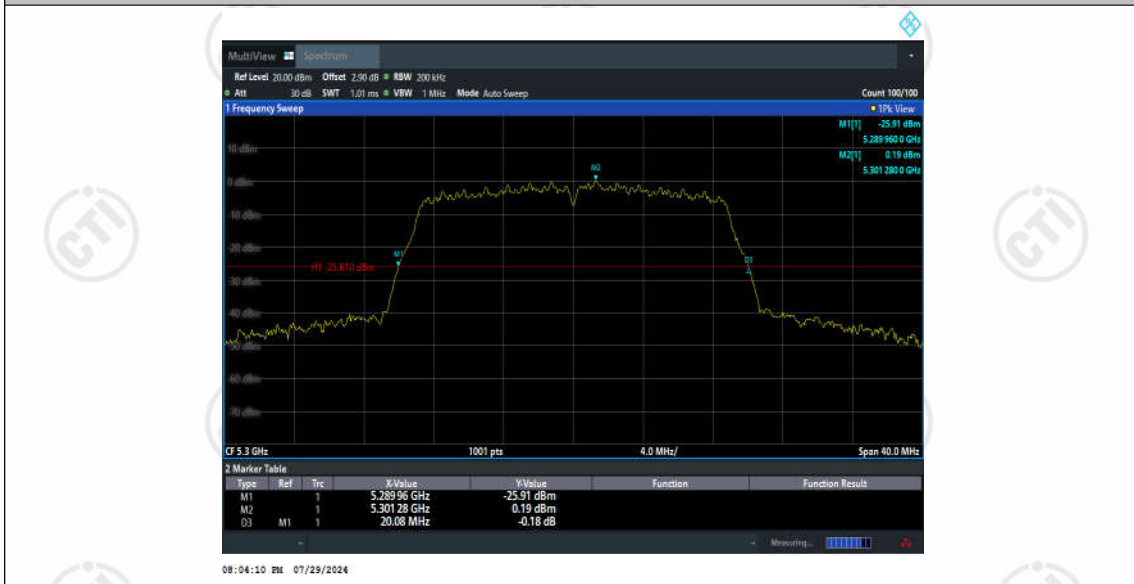 MultiView Spectrum
Ref Level 20.00 dBm Offset 2.90 dB RBW 200 kHz
Att 30 dB SWT 1.01 ms VBW 1 MHz Mode Auto Sweep Count 100/100
1 Frequency Sweep 1Pk View
M1[1] -25.91 dBm
5.289 960 0 GHz
10 dBm
M2[1] 0.19 dBm
5.301 280 0 GHz
M2
0 dBm
-10 dBm
-20 dBm
M1
D3
H1 -25.810 dBm
-30 dBm
-40 dBm
-50 dBm
-60 dBm
-70 dBm
CF 5.3 GHz 1001 pts 4.0 MHz/ Span 40.0 MHz
2 Marker Table
Type Ref Trc X-Value Y-Value Function Function Result
M1 1 5.28996 GHz -25.91 dBm
M2 1 5.30128 GHz 0.19 dBm
D3 M1 1 20.08 MHz -0.18 dB
Measuring...
08:04:10 PM 07/29/2024
CTI
CTI